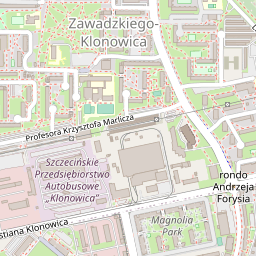 Zawadzkiego-
Klonowica
Profesora Krzysztofa Marlicza
Szczecińskie
Przedsiębiorstwo
Autobusowe
„Klonowica"
rondo
Andrzeja
Forysia
stiana Klonowica
Magnolia
Park